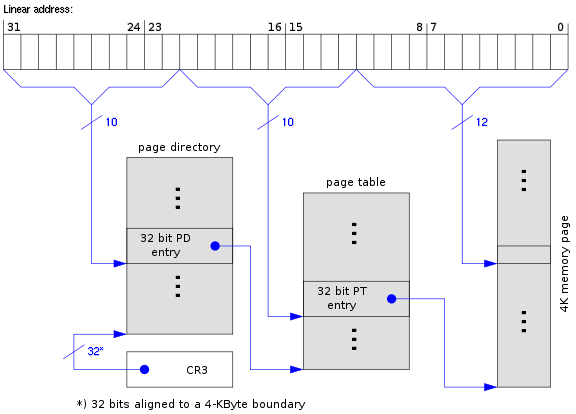 Linear address:
31 24 23 16 15 8 7 0
10 10 12
page directory
page table
32 bit PD
entry
32 bit PT
entry
4K memory page
32*
CR3
*) 32 bits aligned to a 4-KByte boundary